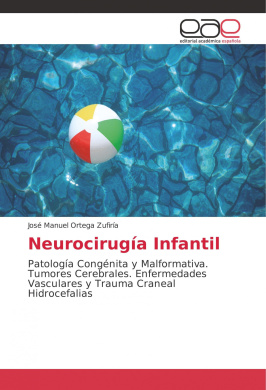 eae
editorial académica española
José Manuel Ortega Zufiría
Neurocirugía Infantil
Patología Congénita y Malformativa.
Tumores Cerebrales. Enfermedades
Vasculares y Trauma Craneal
Hidrocefalias